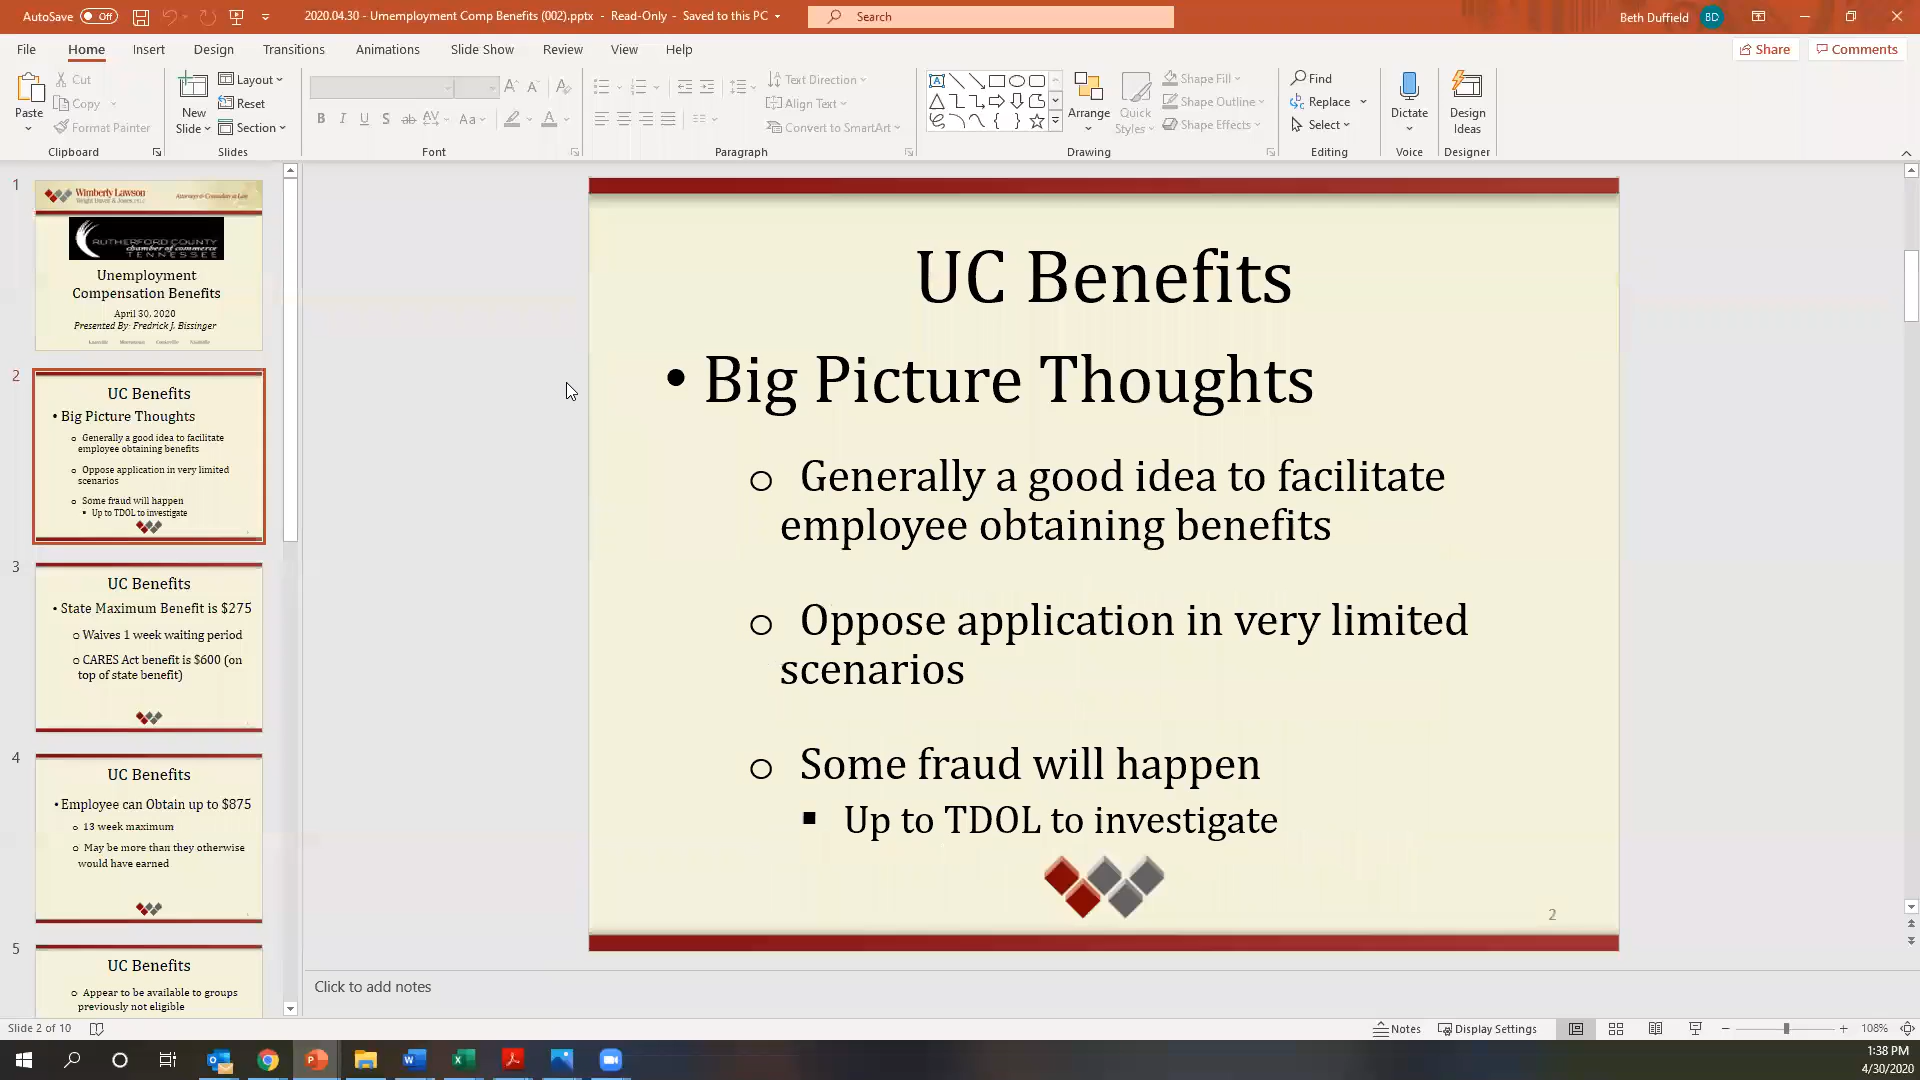 AutoSave Off
2020.04.30 - Umemployment Comp Benefits (002).pptx - Read-Only - Saved to this PC
Search
Beth Duffield BD
File Home Insert Design Transitions Animations Slide Show Review View Help
Share Comments
Paste
Cut
Copy
Format Painter
Clipboard
New
Slide
Layout
Reset
Section
Slides
B I U S ab AV Aa A
Font
Text Direction
Align Text
Convert to SmartArt
Paragraph
Arrange
Quick
Styles
Shape Fill
Shape Outline
Shape Effects
Drawing
Find
Replace
Select
Editing
Dictate
Voice
Design
Ideas
Designer
1
Wimberly Lawson
Attorneys & Counselors at Law
RUTHERFORD COUNTY
chamber of commerce
TENNESSEE
Unemployment
Compensation Benefits
April 30, 2020
Presented By: Fredrick J. Bissinger
2
UC Benefits
• Big Picture Thoughts
o Generally a good idea to facilitate
employee obtaining benefits
o Oppose application in very limited
scenarios
o Some fraud will happen
▪ Up to TDOL to investigate
3
UC Benefits
• State Maximum Benefit is $275
o Waives 1 week waiting period
o CARES Act benefit is $600 (on
top of state benefit)
4
UC Benefits
• Employee can Obtain up to $875
o 13 week maximum
o May be more than they otherwise
would have earned
5
UC Benefits
o Appear to be available to groups
previously not eligible
UC Benefits
• Big Picture Thoughts
o Generally a good idea to facilitate
employee obtaining benefits
o Oppose application in very limited
scenarios
o Some fraud will happen
▪ Up to TDOL to investigate
2
Click to add notes
Slide 2 of 10
Notes Display Settings 108%
1:38 PM
4/30/2020